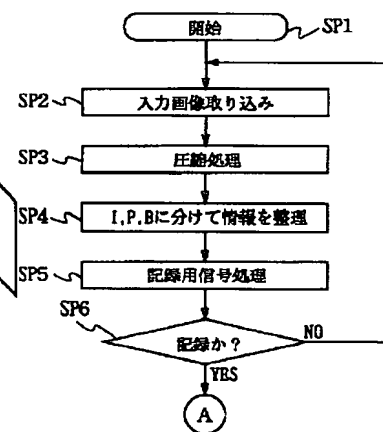 開始 SP1
SP2 入力画像取り込み
SP3 圧縮処理
SP4 I,P,Bに分けて情報を整理
SP5 記録用信号処理
SP6
記録か? NO
YES
A